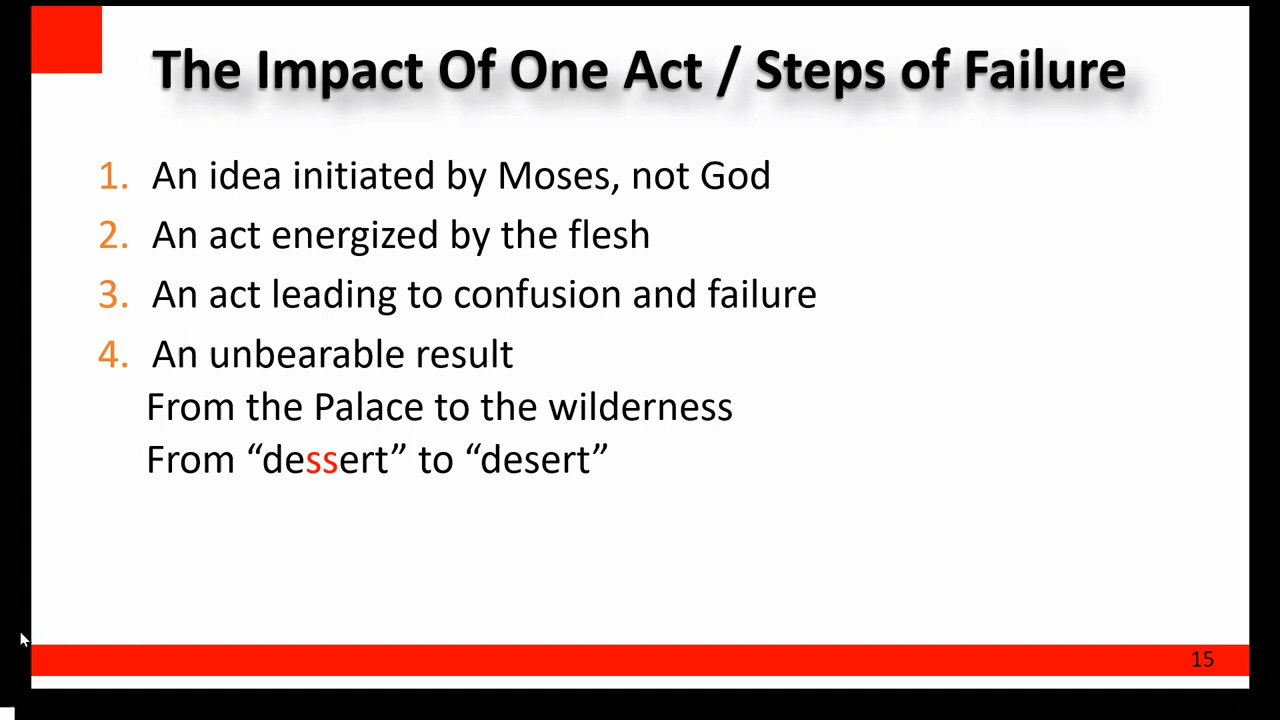 The Impact Of One Act / Steps of Failure
1. An idea initiated by Moses, not God
2. An act energized by the flesh
3. An act leading to confusion and failure
4. An unbearable result
From the Palace to the wilderness
From “dessert” to “desert”
15